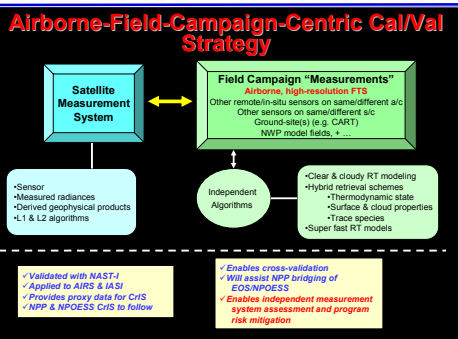 Airborne-Field-Campaign-Centric Cal/Val
Strategy
Satellite
Measurement
System
Field Campaign “Measurements”
Airborne, high-resolution FTS
Other remote/in-situ sensors on same/different a/c
Other sensors on same/different s/c
Ground-site(s) (e.g. CART)
NWP model fields, + …
•Sensor
•Measured radiances
•Derived geophysical products
•L1 & L2 algorithms
Independent
Algorithms
•Clear & cloudy RT modeling
•Hybrid retrieval schemes
•Thermodynamic state
•Surface & cloud properties
•Trace species
•Super fast RT models
✓Validated with NAST-I
✓Applied to AIRS & IASI
✓Provides proxy data for CrIS
✓NPP & NPOESS CrIS to follow
✓Enables cross-validation
✓Will assist NPP bridging of
EOS/NPOESS
✓Enables independent measurement
system assessment and program
risk mitigation